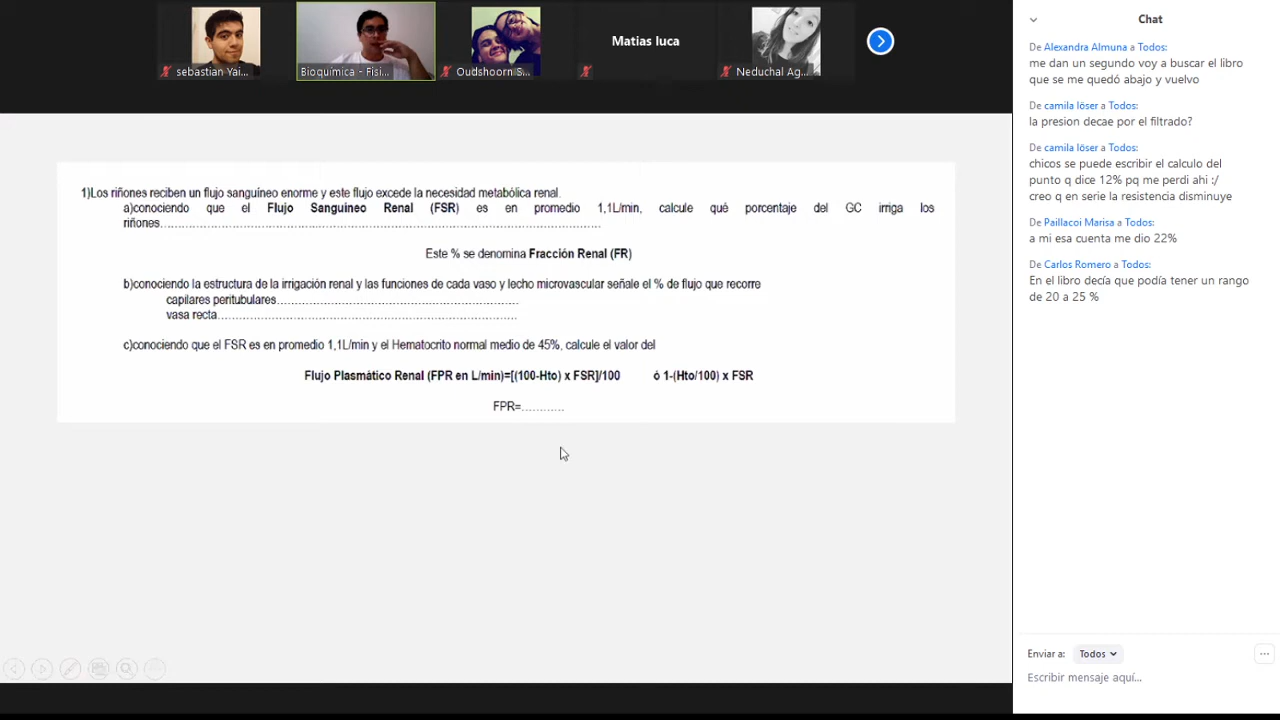 sebastian Yai...
Bioquímica - Fisi...
Oudshoorn S...
Matias luca
Neduchal Ag...
1)Los riñones reciben un flujo sanguíneo enorme y este flujo excede la necesidad metabólica renal.
a)conociendo que el Flujo Sanguíneo Renal (FSR) es en promedio 1,1L/min, calcule qué porcentaje del GC irriga los
riñones...............................................................................................................
Este % se denomina Fracción Renal (FR)
b)conociendo la estructura de la irrigación renal y las funciones de cada vaso y lecho microvascular señale el % de flujo que recorre
capilares peritubulares.............................................................
vasa recta...........................................................................
c)conociendo que el FSR es en promedio 1,1L/min y el Hematocrito normal medio de 45%, calcule el valor del
Flujo Plasmático Renal (FPR en L/min)=[(100-Hto) x FSR]/100 ó 1-(Hto/100) x FSR
FPR=............
Chat
De Alexandra Almuna a Todos:
me dan un segundo voy a buscar el libro
que se me quedó abajo y vuelvo
De camila löser a Todos:
la presion decae por el filtrado?
De camila löser a Todos:
chicos se puede escribir el calculo del
punto q dice 12% pq me perdi ahi :/
creo q en serie la resistencia disminuye
De Paillacoi Marisa a Todos:
a mi esa cuenta me dio 22%
De Carlos Romero a Todos:
En el libro decía que podía tener un rango
de 20 a 25 %
Enviar a: Todos
Escribir mensaje aquí...